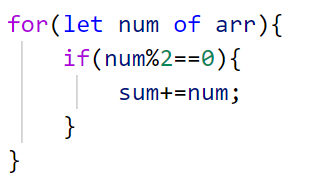 for(let num of arr){
    if(num%2==0){
        sum+=num;
    }
}